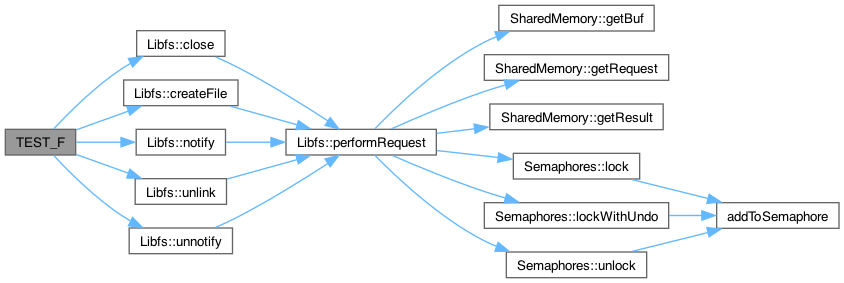 TEST_F
Libfs::close
Libfs::createFile
Libfs::notify
Libfs::unlink
Libfs::unnotify
Libfs::performRequest
SharedMemory::getBuf
SharedMemory::getRequest
SharedMemory::getResult
Semaphores::lock
Semaphores::lockWithUndo
Semaphores::unlock
addToSemaphore